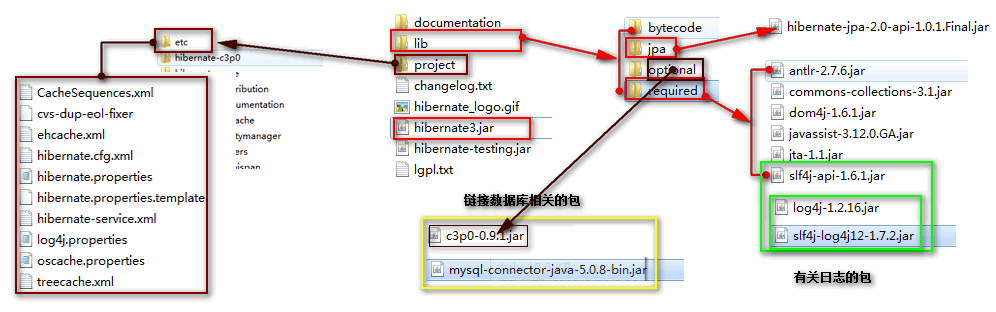 etc
hibernate-c3p0
tribution
umentation
ache
itymanager
ers
CacheSequences.xml
cvs-dup-eol-fixer
ehcache.xml
hibernate.cfg.xml
hibernate.properties
hibernate.properties.template
hibernate-service.xml
log4j.properties
oscache.properties
treecache.xml
documentation
lib
project
changelog.txt
hibernate_logo.gif
hibernate3.jar
hibernate-testing.jar
lgpl.txt
链接数据库相关的包
c3p0-0.9.1.jar
mysql-connector-java-5.0.8-bin.jar
bytecode
jpa
optional
required
hibernate-jpa-2.0-api-1.0.1.Final.jar
antlr-2.7.6.jar
commons-collections-3.1.jar
dom4j-1.6.1.jar
javassist-3.12.0.GA.jar
jta-1.1.jar
slf4j-api-1.6.1.jar
log4j-1.2.16.jar
slf4j-log4j12-1.7.2.jar
有关日志的包